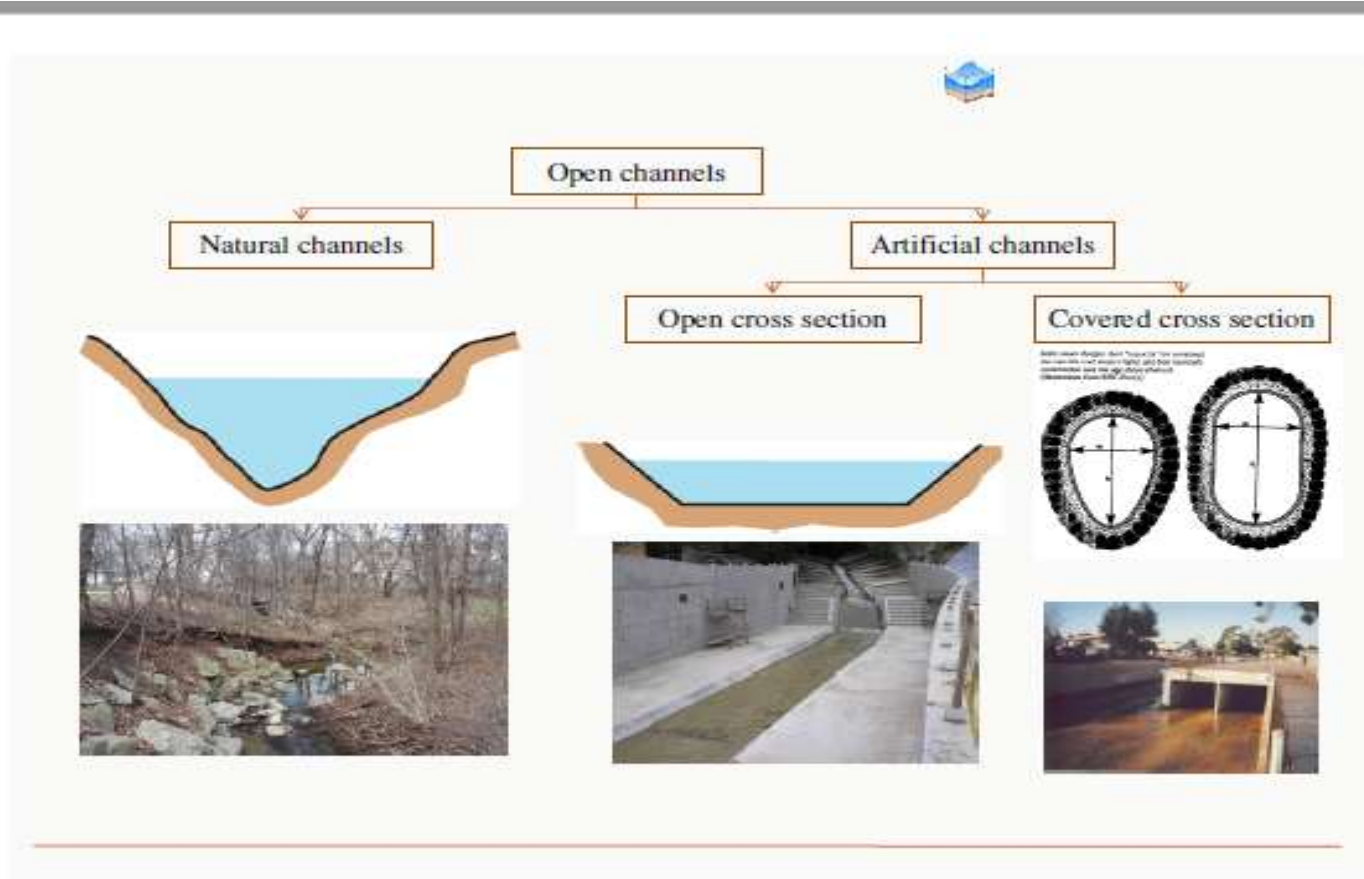 Open channels
Natural channels
Artificial channels
Open cross section
Covered cross section